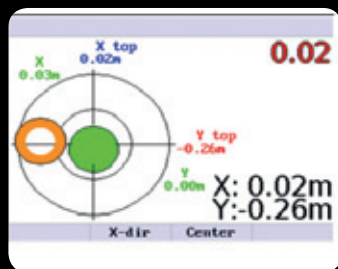 X top
0.02m
0.02
X
0.03m
Y top
-0.26m
Y
0.00m
X: 0.02m
Y:-0.26m
X-dir Center